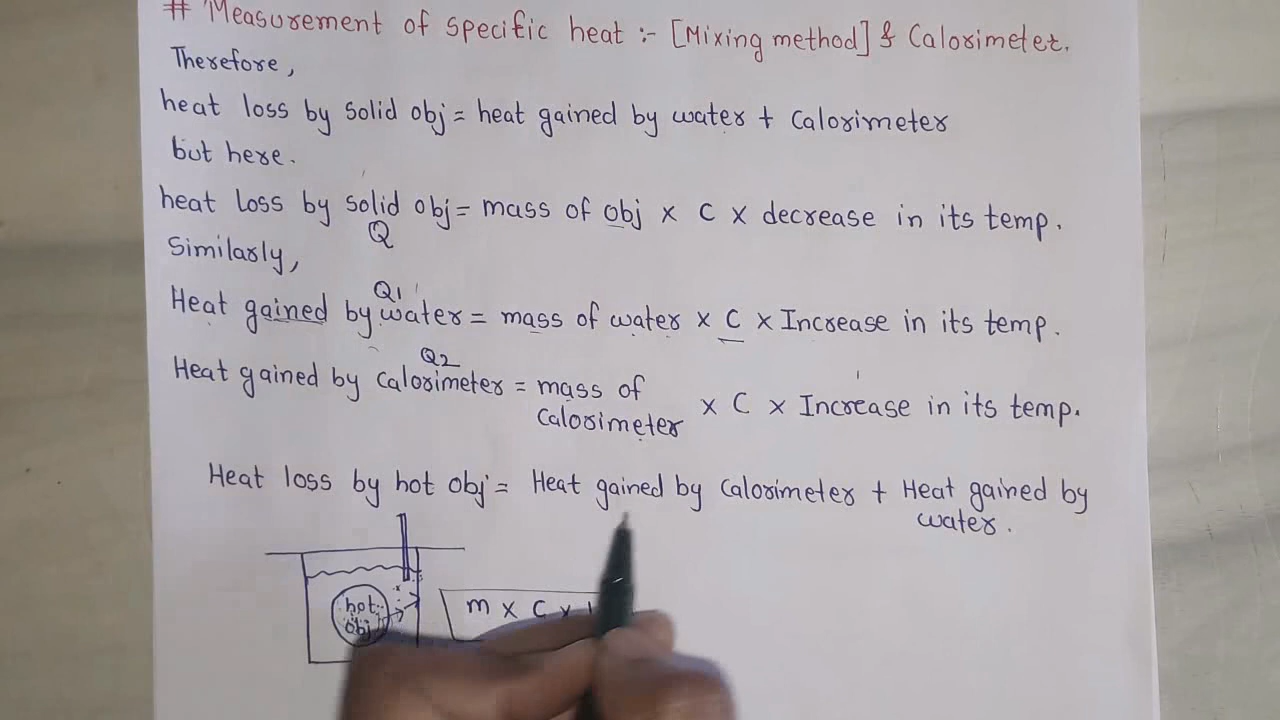 # Measurement of specific heat :- [Mixing method] & Calorimeter.
Therefore,
heat loss by solid obj = heat gained by water + Calorimeter
but here.
heat loss by solid obj = mass of obj x C x decrease in its temp.
Q
Similarly,
Q1
Heat gained by water = mass of water x C x Increase in its temp.
Q2
Heat gained by Calorimeter = mass of Calorimeter x C x Increase in its temp.
Heat loss by hot obj = Heat gained by Calorimeter + Heat gained by
water.
hot
obj
m x C x